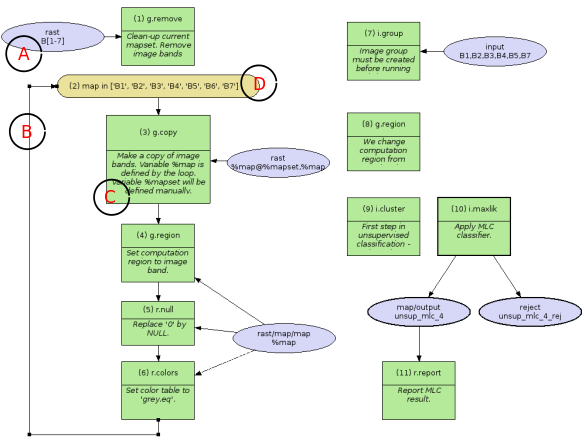 (1) g.remove
Clean-up current
mapset. Remove
image bands
rast
B[1-7]
A
(2) map in ['B1', 'B2', 'B3', 'B4', 'B5', 'B6', 'B7']
D
B
(3) g.copy
Make a copy of image
bands. Variable %map is
defined by the loop.
Variable %mapset will be
defined manually.
C
rast
%map@%mapset,%map
(4) g.region
Set computation
region to image
band.
(5) r.null
Replace '0' by
NULL.
rast/map/map
%map
(6) r.colors
Set color table to
'grey.eq'.
(7) i.group
Image group
must be created
before running
input
B1,B2,B3,B4,B5,B7
(8) g.region
We change
computation
region from
(9) i.cluster
First step in
unsupervised
classification -
(10) i.maxlik
Apply MLC
classifier.
map/output
unsup_mlc_4
reject
unsup_mlc_4_rej
(11) r.report
Report MLC
result.